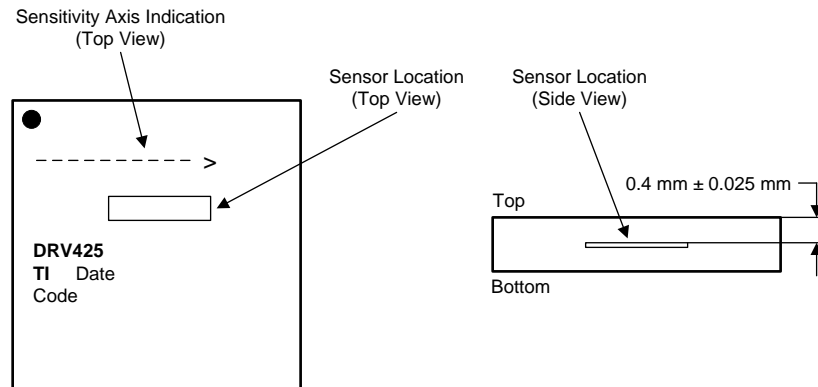 Sensitivity Axis Indication
(Top View)
Sensor Location
(Top View)
Sensor Location
(Side View)
DRV425
TI Date
Code
0.4 mm ± 0.025 mm
Top
Bottom